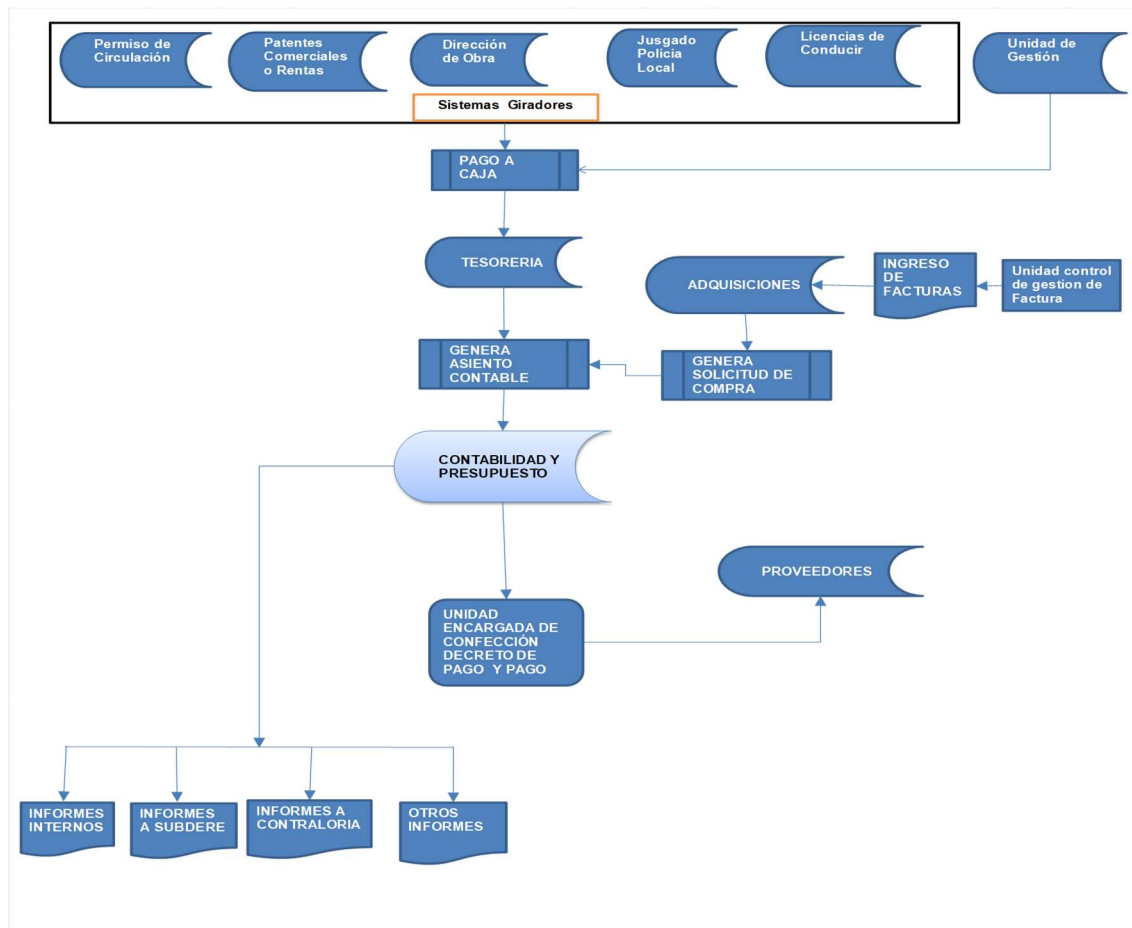 Permiso de
Circulación
Patentes
Comerciales
o Rentas
Dirección
de Obra
Jusgado
Policia
Local
Licencias de
Conducir
Unidad de
Gestión
Sistemas Giradores
PAGO A
CAJA
TESORERIA
ADQUISICIONES
INGRESO
DE
FACTURAS
Unidad control
de gestion de
Factura
GENERA
ASIENTO
CONTABLE
GENERA
SOLICITUD DE
COMPRA
CONTABILIDAD Y
PRESUPUESTO
PROVEEDORES
UNIDAD
ENCARGADA DE
CONFECCIÓN
DECRETO DE
PAGO Y PAGO
INFORMES
INTERNOS
INFORMES
A SUBDERE
INFORMES A
CONTRALORIA
OTROS
INFORMES